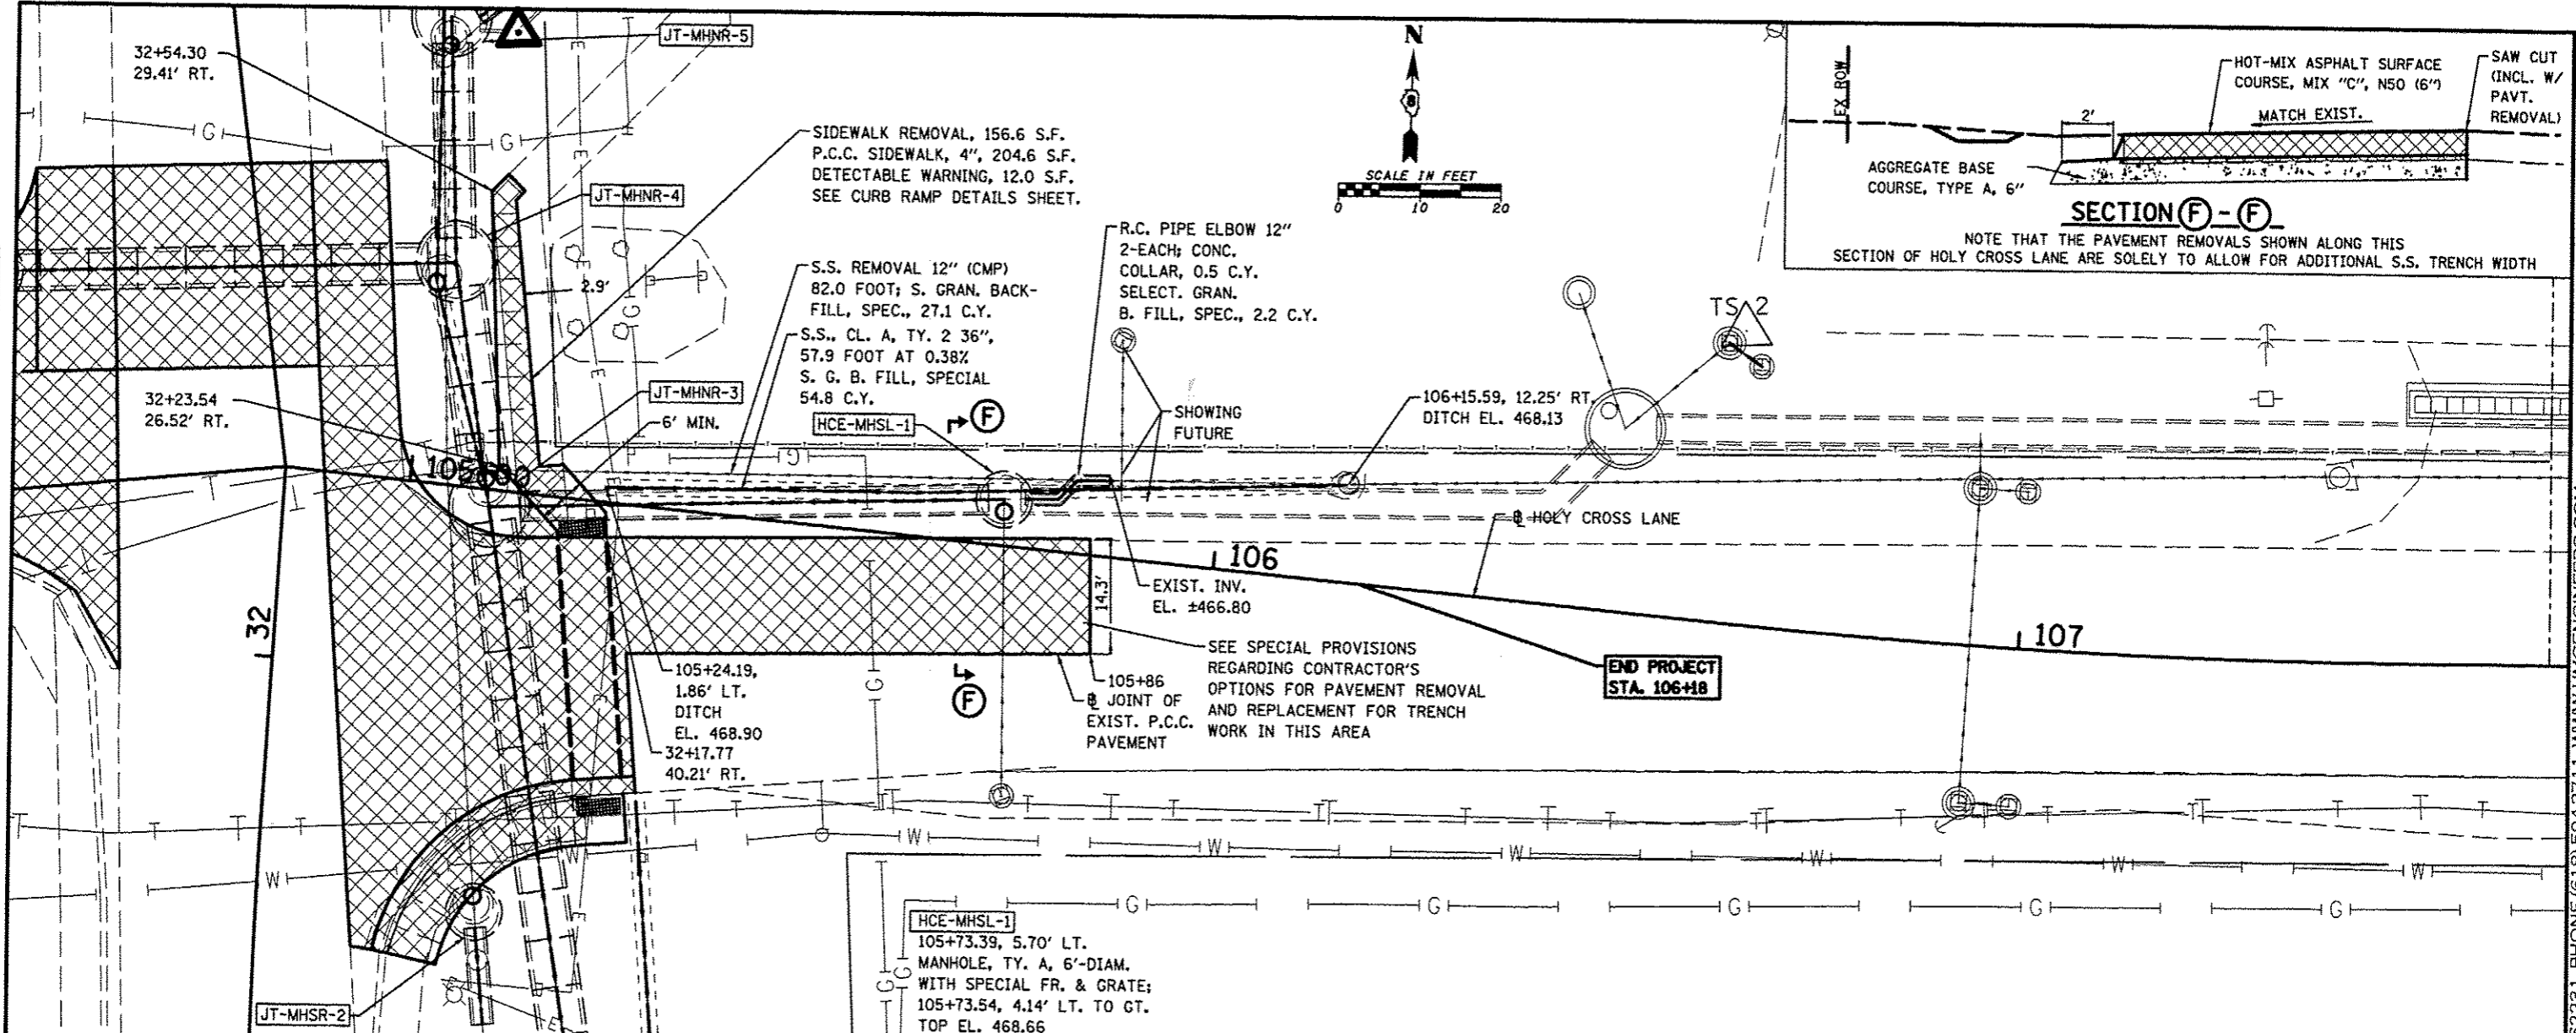 32+54.30
29.41' RT.
JT-MHNR-5
SIDEWALK REMOVAL, 156.6 S.F.
P.C.C. SIDEWALK, 4", 204.6 S.F.
DETECTABLE WARNING, 12.0 S.F.
SEE CURB RAMP DETAILS SHEET.
N
8
SCALE IN FEET
0 10 20
EX ROW
HOT-MIX ASPHALT SURFACE
COURSE, MIX "C", N50 (6")
MATCH EXIST.
SAW CUT
(INCL. W/
PAVT.
REMOVAL)
2'
AGGREGATE BASE
COURSE, TYPE A, 6"
SECTION F - F
NOTE THAT THE PAVEMENT REMOVALS SHOWN ALONG THIS
SECTION OF HOLY CROSS LANE ARE SOLELY TO ALLOW FOR ADDITIONAL S.S. TRENCH WIDTH
JT-MHNR-4
2.9'
S.S. REMOVAL 12" (CMP)
82.0 FOOT; S. GRAN. BACK-
FILL, SPEC., 27.1 C.Y.
S.S., CL. A, TY. 2 36",
57.9 FOOT AT 0.38%
S. G. B. FILL, SPECIAL
54.8 C.Y.
R.C. PIPE ELBOW 12"
2-EACH; CONC.
COLLAR, 0.5 C.Y.
SELECT. GRAN.
B. FILL, SPEC., 2.2 C.Y.
TS 2
32+23.54
26.52' RT.
JT-MHNR-3
6' MIN.
HCE-MHSL-1
F
SHOWING
FUTURE
106+15.59, 12.25' RT.
DITCH EL. 468.13
℄ HOLY CROSS LANE
106
107
32
14.3'
EXIST. INV.
EL. ±466.80
105+24.19,
1.86' LT.
DITCH
EL. 468.90
32+17.77
40.21' RT.
F
105+86
℄ JOINT OF
EXIST. P.C.C.
PAVEMENT
SEE SPECIAL PROVISIONS
REGARDING CONTRACTOR'S
OPTIONS FOR PAVEMENT REMOVAL
AND REPLACEMENT FOR TRENCH
WORK IN THIS AREA
END PROJECT
STA. 106+18
HCE-MHSL-1
105+73.39, 5.70' LT.
MANHOLE, TY. A, 6'-DIAM.
WITH SPECIAL FR. & GRATE;
105+73.54, 4.14' LT. TO GT.
TOP EL. 468.66
JT-MHSR-2